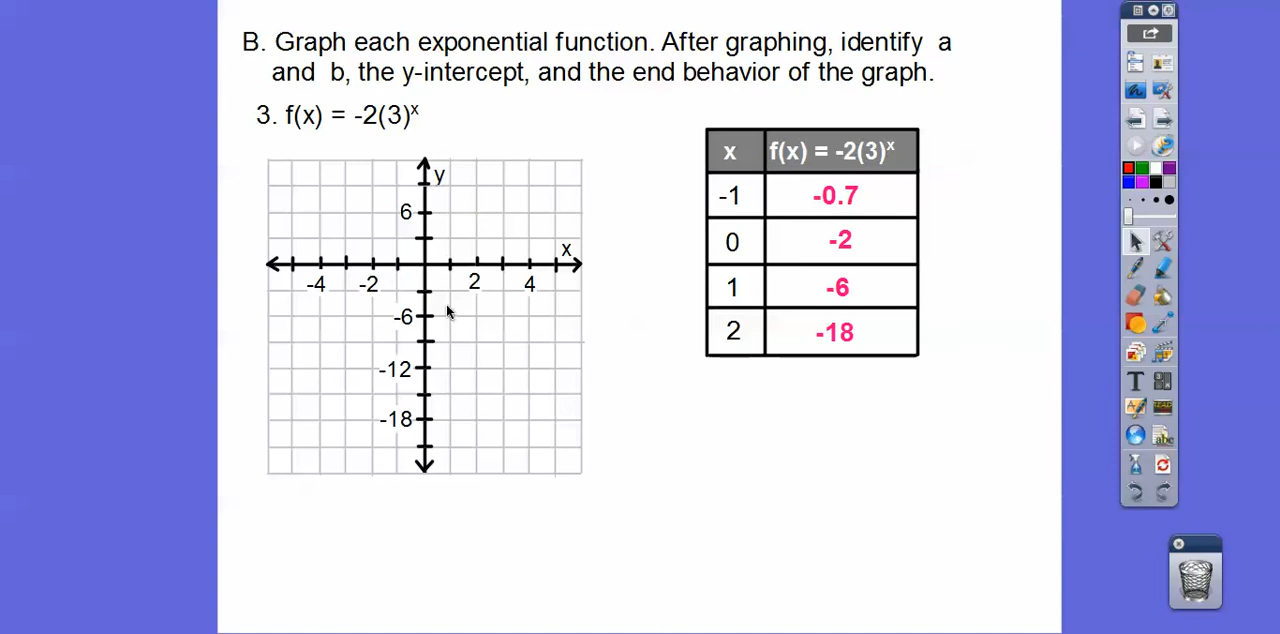 B. Graph each exponential function. After graphing, identify a
and b, the y-intercept, and the end behavior of the graph.
3. f(x) = -2(3)ˣ
y
6
x
-4 -2 2 4
-6
-12
-18
x f(x) = -2(3)ˣ
-1 -0.7
0 -2
1 -6
2 -18